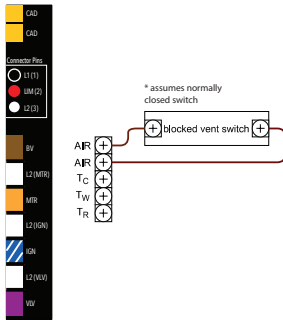 CAD
CAD
Connector Pins
L1 (1)
LIM (2)
L2 (3)
BV
L2 (MTR)
MTR
L2 (IGN)
IGN
L2 (VLV)
VLV
* assumes normally
closed switch
blocked vent switch
AIR
AIR
TC
TW
TR